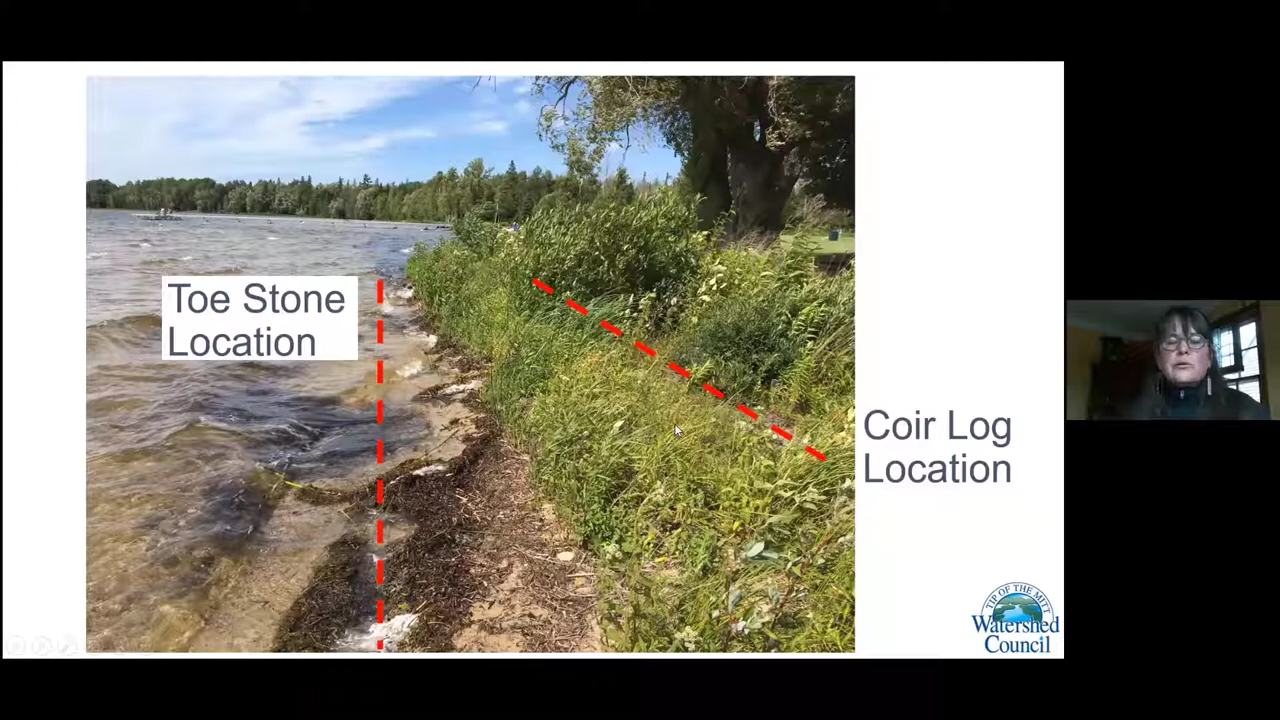 Toe Stone
Location
Coir Log
Location
TIP OF THE MITT
Watershed
Council